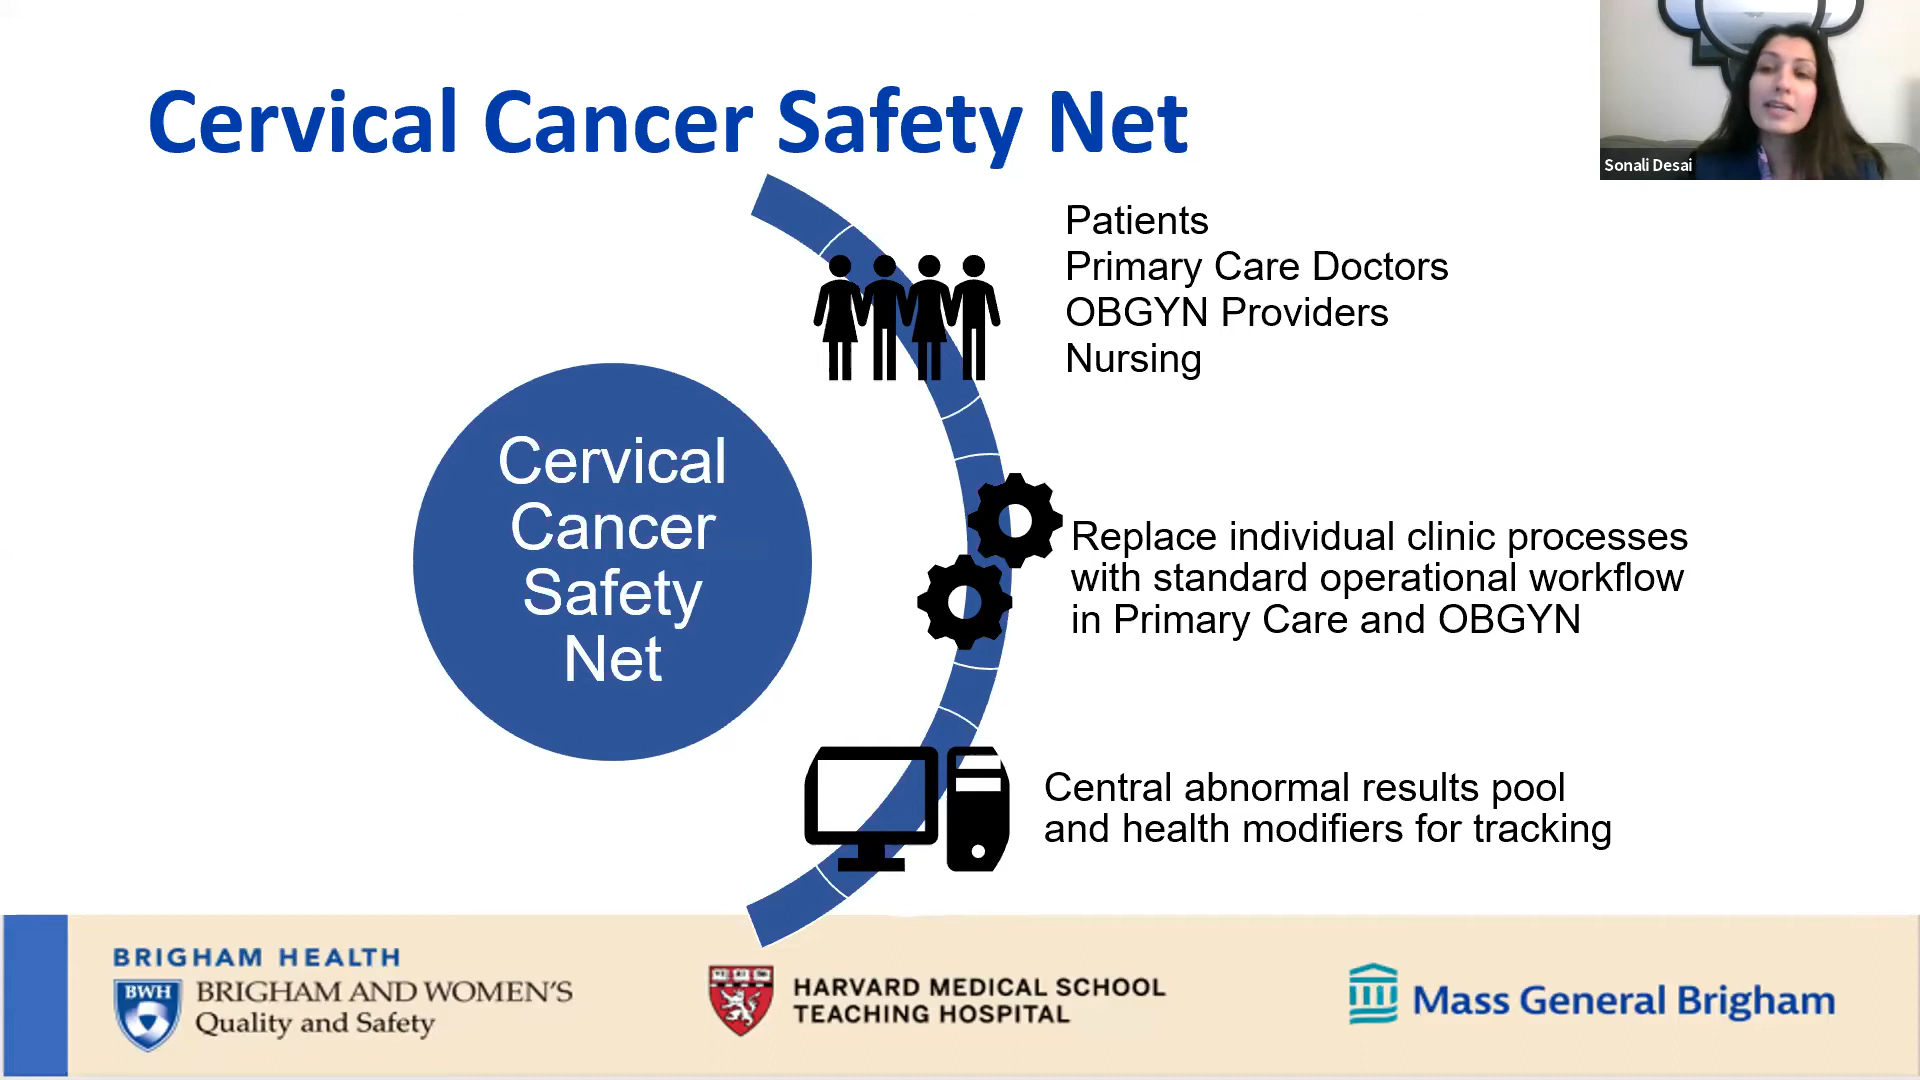 Cervical Cancer Safety Net
Sonali Desai
Patients
Primary Care Doctors
OBGYN Providers
Nursing
Cervical
Cancer
Safety
Net
Replace individual clinic processes
with standard operational workflow
in Primary Care and OBGYN
Central abnormal results pool
and health modifiers for tracking
BRIGHAM HEALTH
BWH
BRIGHAM AND WOMEN'S
Quality and Safety
HARVARD MEDICAL SCHOOL
TEACHING HOSPITAL
Mass General Brigham